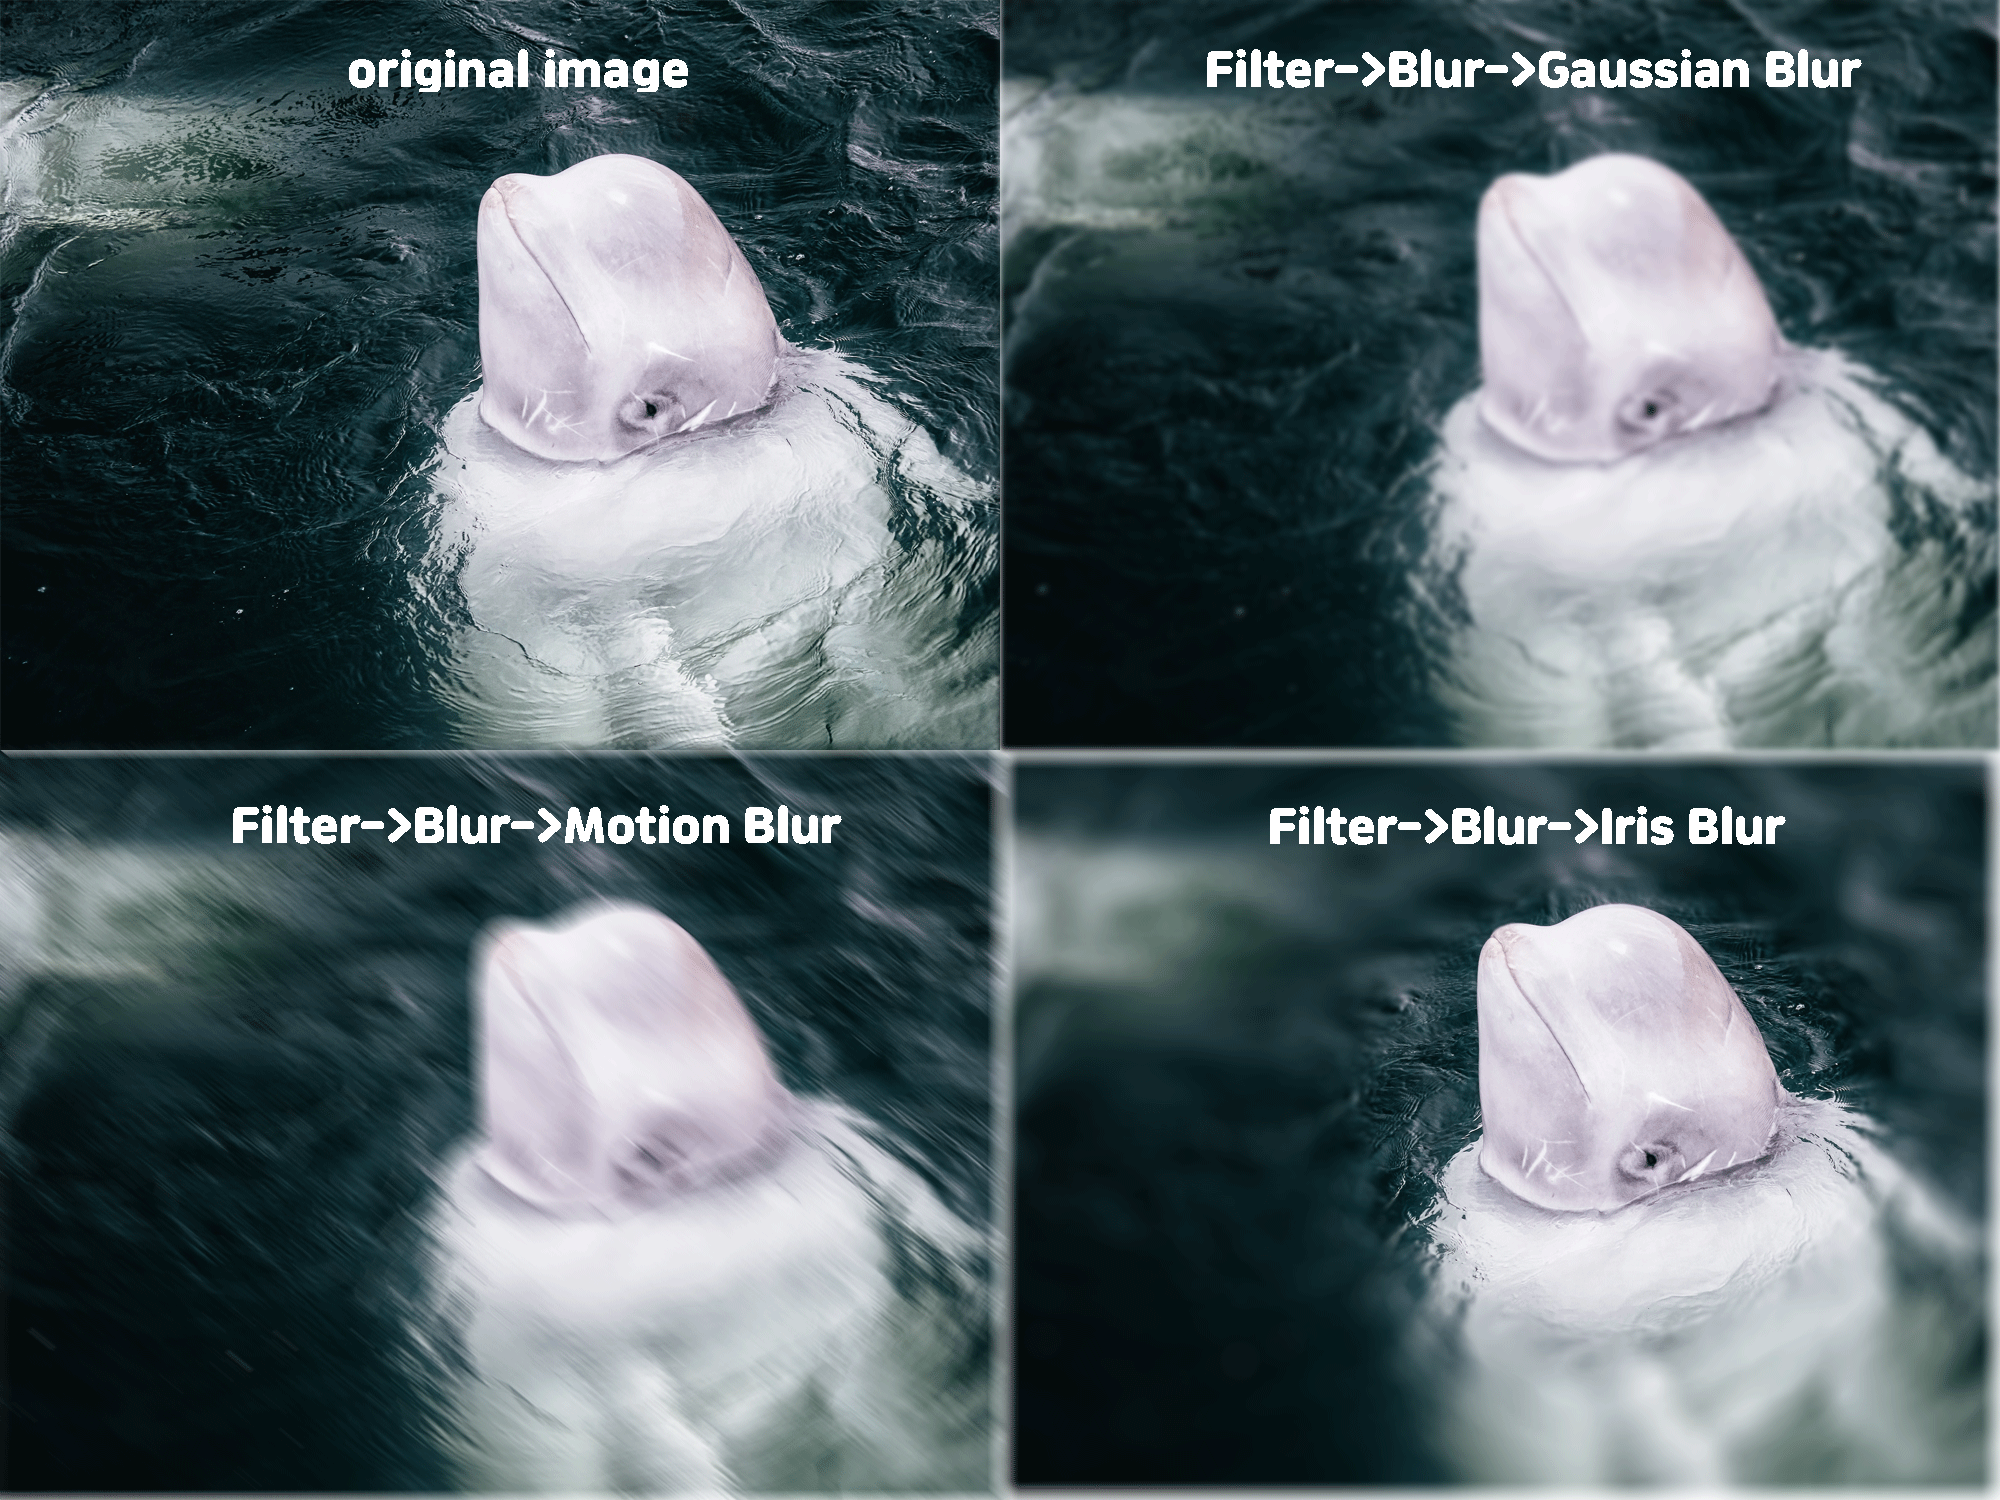 original image
Filter->Blur->Gaussian Blur
Filter->Blur->Motion Blur
Filter->Blur->Iris Blur